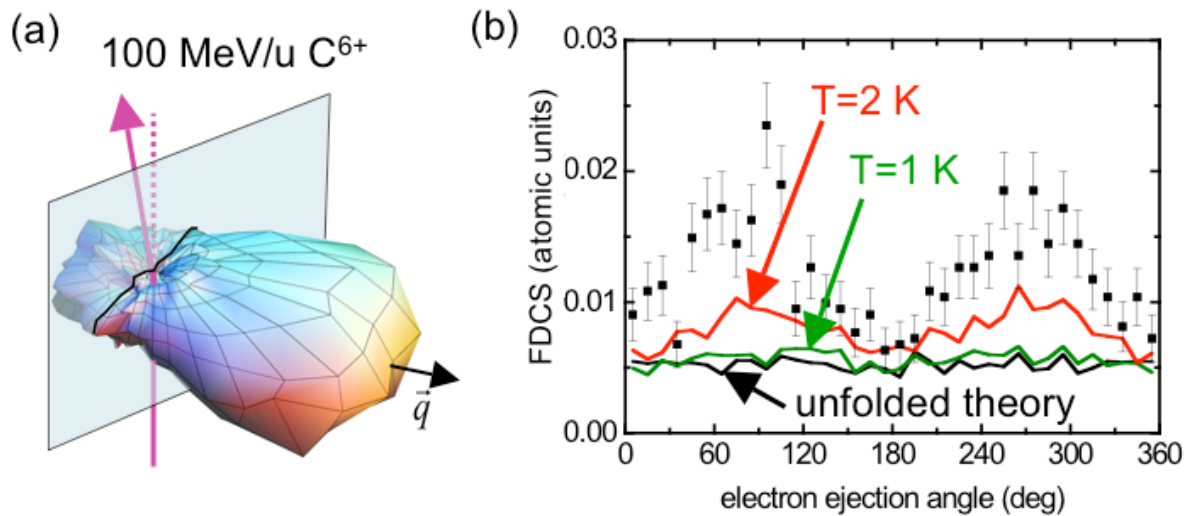 (a)
100 MeV/u C⁶⁺
q⃗
(b)
FDCS (atomic units)
0.03
0.02
0.01
0.00
T=2 K
T=1 K
unfolded theory
0 60 120 180 240 300 360
electron ejection angle (deg)